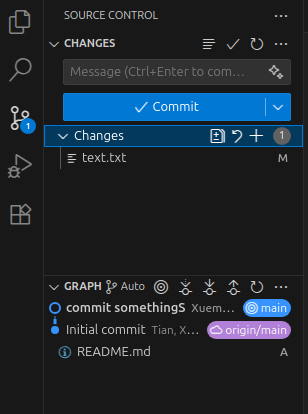 SOURCE CONTROL
CHANGES
Message (Ctrl+Enter to com…
Commit
1
Changes 1
text.txt M
GRAPH Auto
commit somethingS Xuem… main
Initial commit Tian, X… origin/main
README.md A